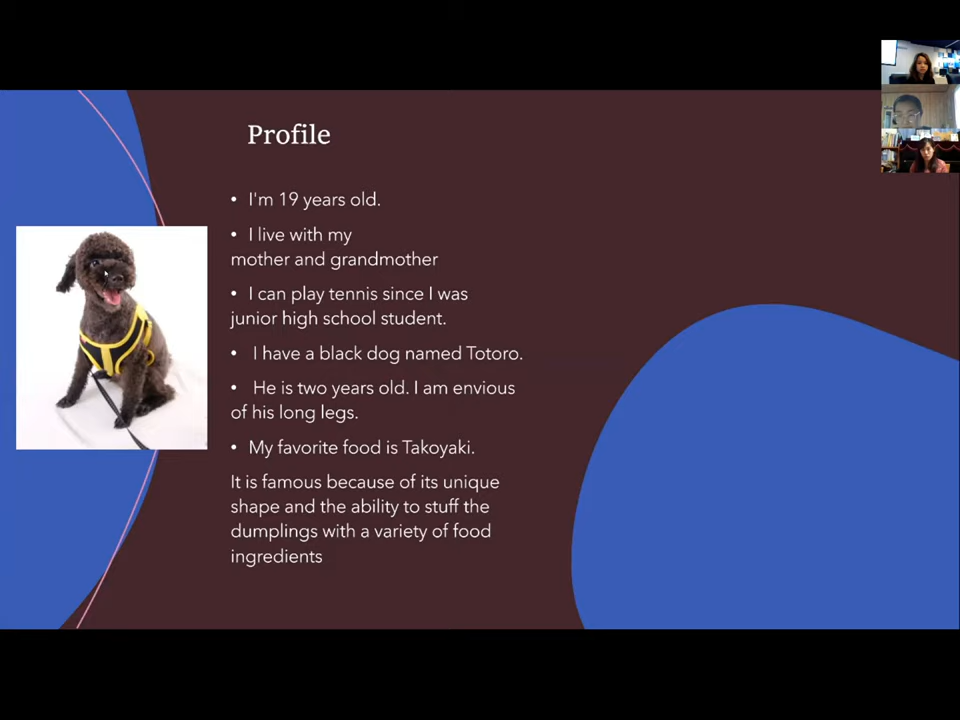 Profile
• I'm 19 years old.
• I live with my
mother and grandmother
• I can play tennis since I was
junior high school student.
• I have a black dog named Totoro.
• He is two years old. I am envious
of his long legs.
• My favorite food is Takoyaki.
It is famous because of its unique
shape and the ability to stuff the
dumplings with a variety of food
ingredients